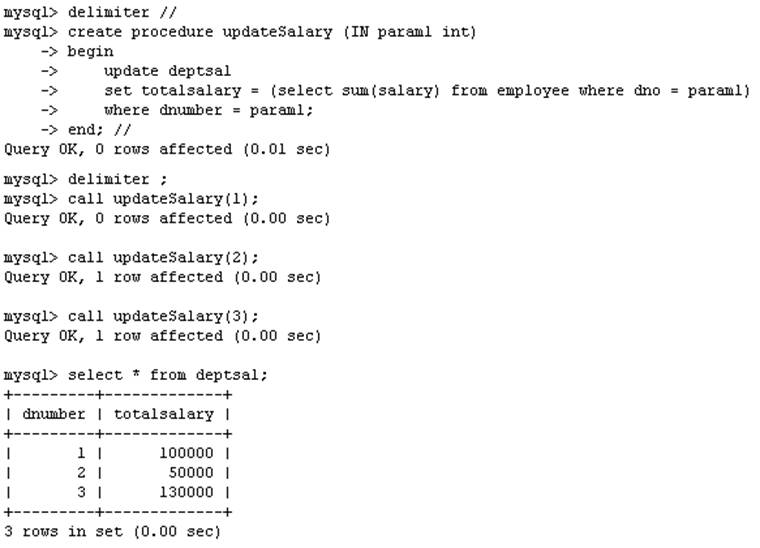 mysql> delimiter //
mysql> create procedure updateSalary (IN param1 int)
    -> begin
    ->     update deptsal
    ->     set totalsalary = (select sum(salary) from employee where dno = param1)
    ->     where dnumber = param1;
    -> end; //
Query OK, 0 rows affected (0.01 sec)
mysql> delimiter ;
mysql> call updateSalary(1);
Query OK, 0 rows affected (0.00 sec)
mysql> call updateSalary(2);
Query OK, 1 row affected (0.00 sec)
mysql> call updateSalary(3);
Query OK, 1 row affected (0.00 sec)
mysql> select * from deptsal;
+---------+-------------+
| dnumber | totalsalary |
+---------+-------------+
|       1 |      100000 |
|       2 |       50000 |
|       3 |      130000 |
+---------+-------------+
3 rows in set (0.00 sec)